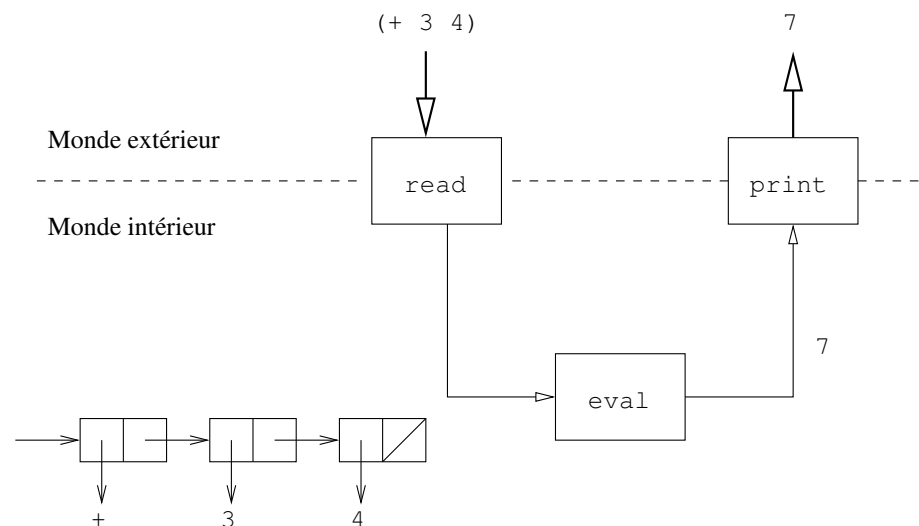 (+ 3 4)
7
Monde extérieur
read
print
Monde intérieur
7
eval
+
3
4